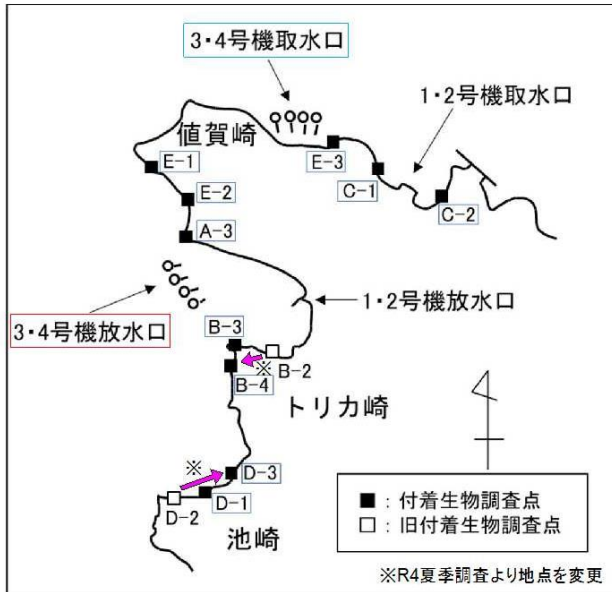 3・4号機取水口
1・2号機取水口
値賀崎
E-1
E-3
C-1
E-2
C-2
A-3
1・2号機放水口
3・4号機放水口
B-3
※
B-2
B-4
トリカ崎
※
D-3
D-2
D-1
池崎
■：付着生物調査点
□：旧付着生物調査点
※R4夏季調査より地点を変更